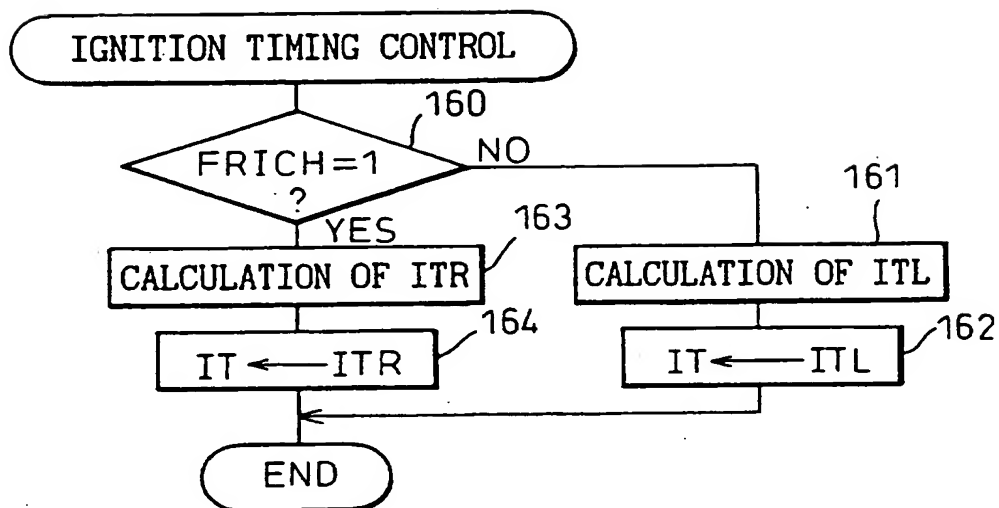 IGNITION TIMING CONTROL
160
FRICH=1
?
NO
YES
163
CALCULATION OF ITR
161
CALCULATION OF ITL
164
IT ← ITR
162
IT ← ITL
END